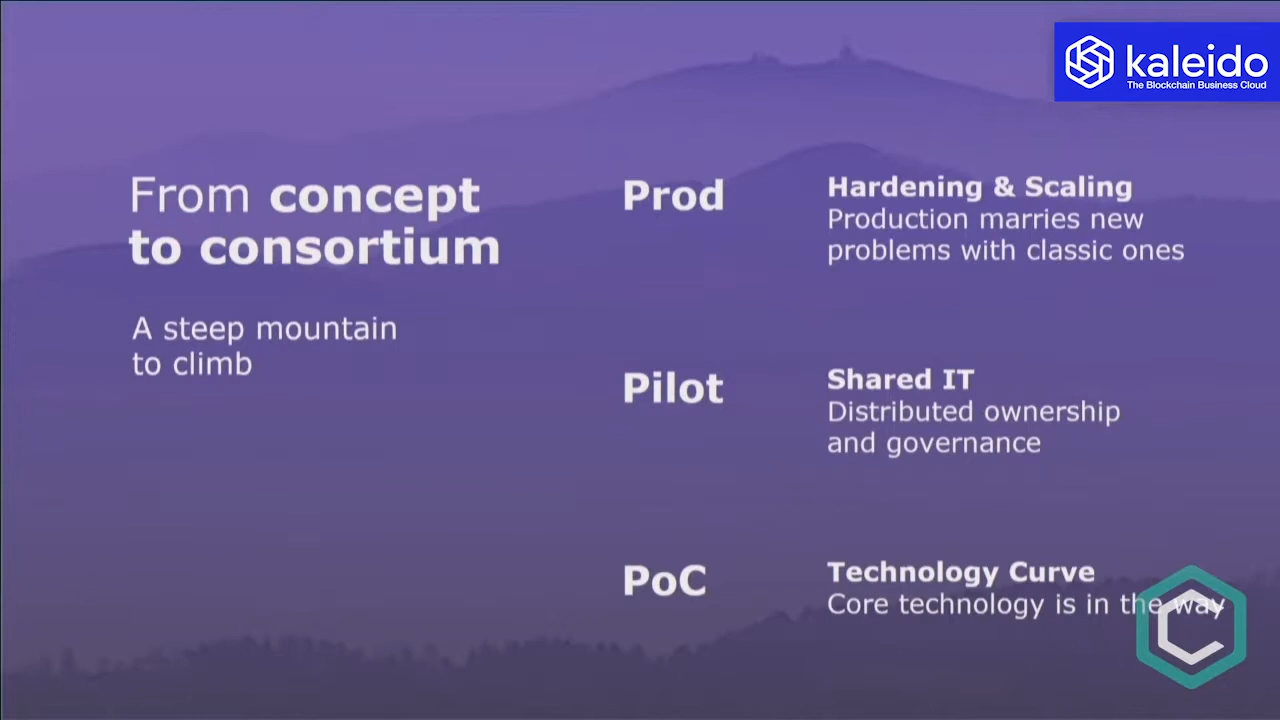 kaleido
The Blockchain Business Cloud
From concept
to consortium
A steep mountain
to climb
Prod
Hardening & Scaling
Production marries new
problems with classic ones
Pilot
Shared IT
Distributed ownership
and governance
PoC
Technology Curve
Core technology is in the way